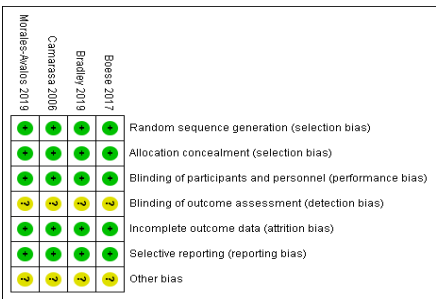 Morales-Avalos 2019
Camarasa 2006
Bradley 2019
Boese 2017
+ + + + Random sequence generation (selection bias)
+ + + + Allocation concealment (selection bias)
+ + + + Blinding of participants and personnel (performance bias)
? ? ? ? Blinding of outcome assessment (detection bias)
+ + + + Incomplete outcome data (attrition bias)
+ + + + Selective reporting (reporting bias)
? ? ? ? Other bias